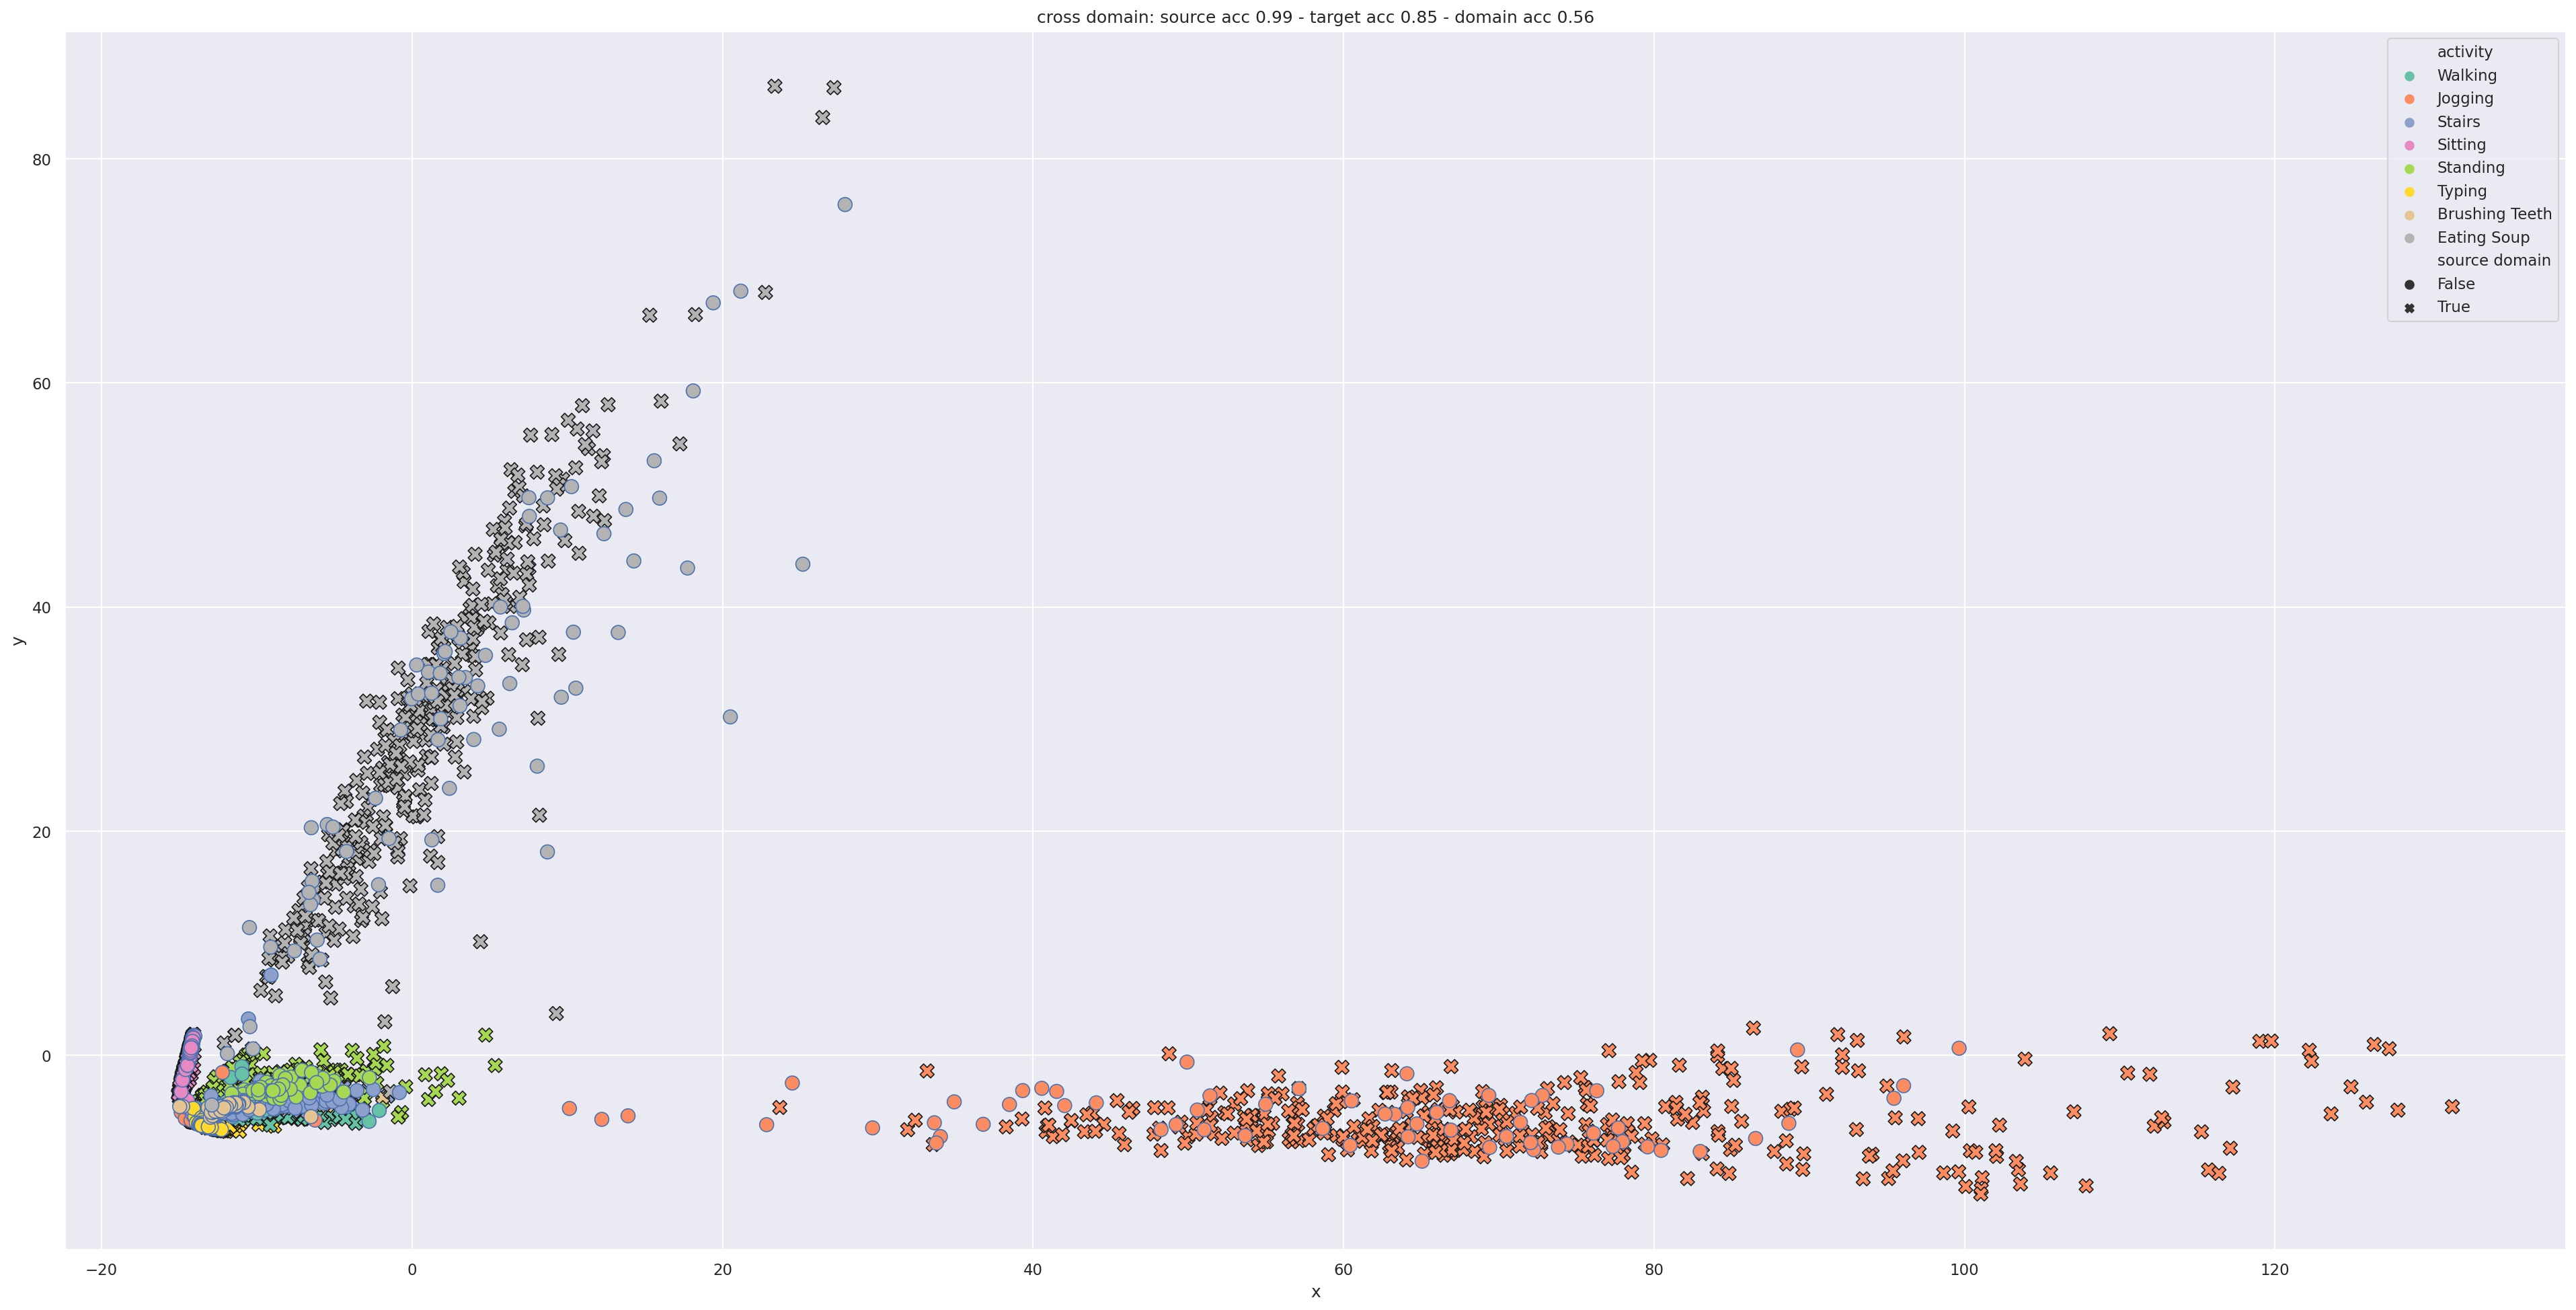 cross domain: source acc 0.99 - target acc 0.85 - domain acc 0.56
activity
Walking
Jogging
Stairs
Sitting
Standing
Typing
Brushing Teeth
Eating Soup
source domain
False
True
80
60
40
20
0
y
−20
0
20
40
60
80
100
120
x